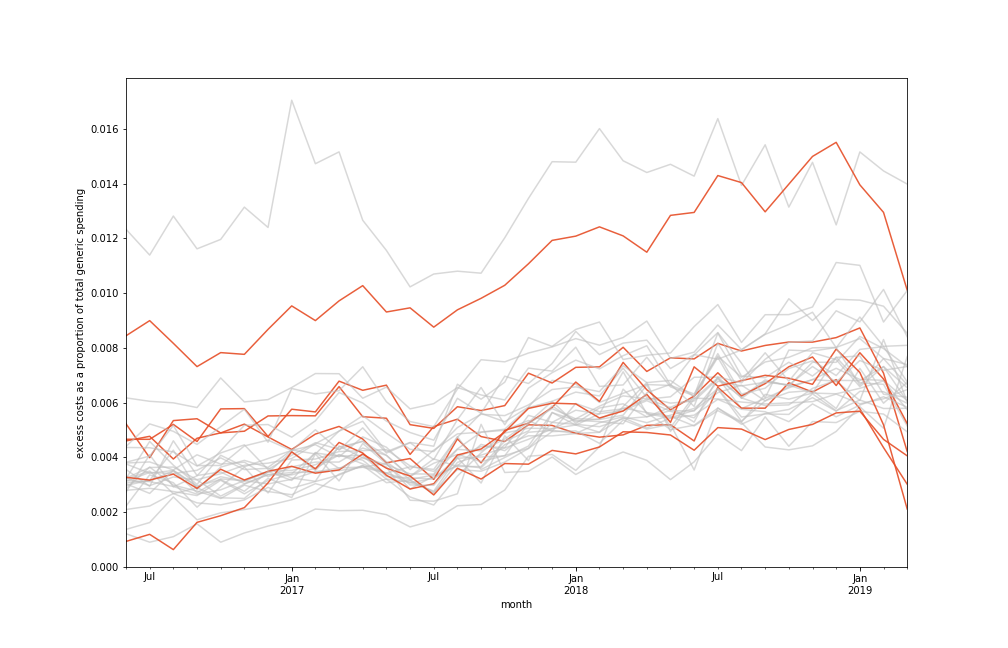 excess costs as a proportion of total generic spending
0.016
0.014
0.012
0.010
0.008
0.006
0.004
0.002
0.000
Jul
Jan
2017
Jul
Jan
2018
Jul
Jan
2019
month